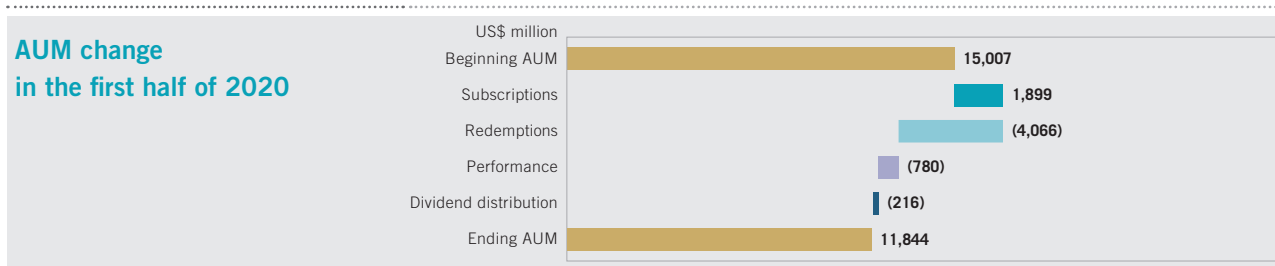 AUM change
in the first half of 2020
US$ million
Beginning AUM 15,007
Subscriptions 1,899
Redemptions (4,066)
Performance (780)
Dividend distribution (216)
Ending AUM 11,844